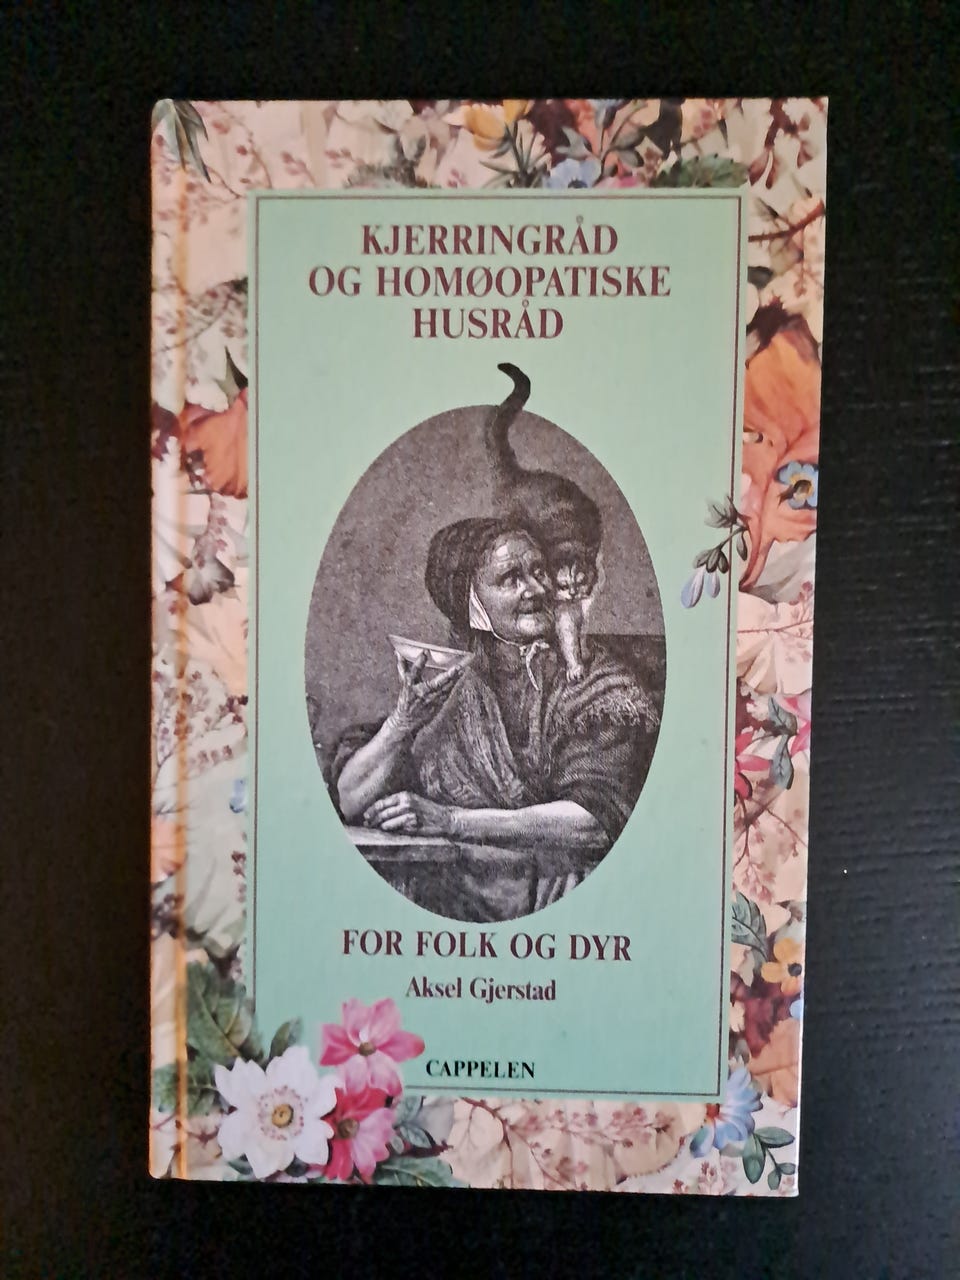 KJERRINGRÅD
OG HOMØOPATISKE
HUSRÅD
FOR FOLK OG DYR
Aksel Gjerstad
CAPPELEN